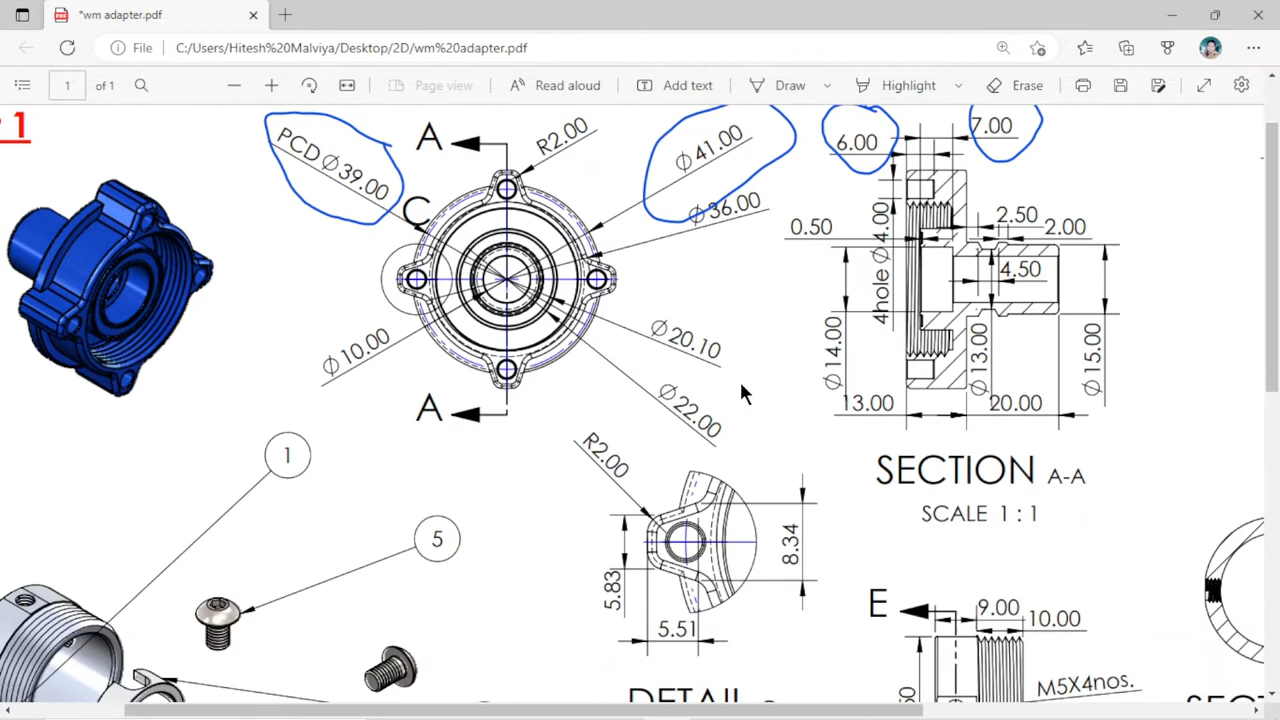 *wm adapter.pdf
File
C:/Users/Hitesh%20Malviya/Desktop/2D/wm%20adapter.pdf
1
of 1
Page view
Read aloud
Add text
Draw
Highlight
Erase
1
PCD Ø39.00
A
R2.00
Ø41.00
6.00
7.00
C
Ø36.00
0.50
4hole Ø4.00
2.50
2.00
4.50
Ø10.00
Ø20.10
Ø22.00
Ø14.00
Ø13.00
Ø15.00
A
13.00
20.00
SECTION A-A
SCALE 1 : 1
1
5
R2.00
5.83
8.34
5.51
DETAIL
E
9.00
10.00
M5X4nos.